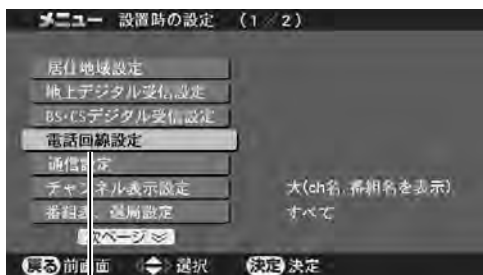 メニュー 設置時の設定 （1／2）
居住地域設定
地上デジタル受信設定
BS・CSデジタル受信設定
電話回線設定
通信設定
チャンネル表示設定 大(ch名、番組名を表示)
番組表、選局設定 すべて
次ページ
戻る 前画面 選択 決定 決定